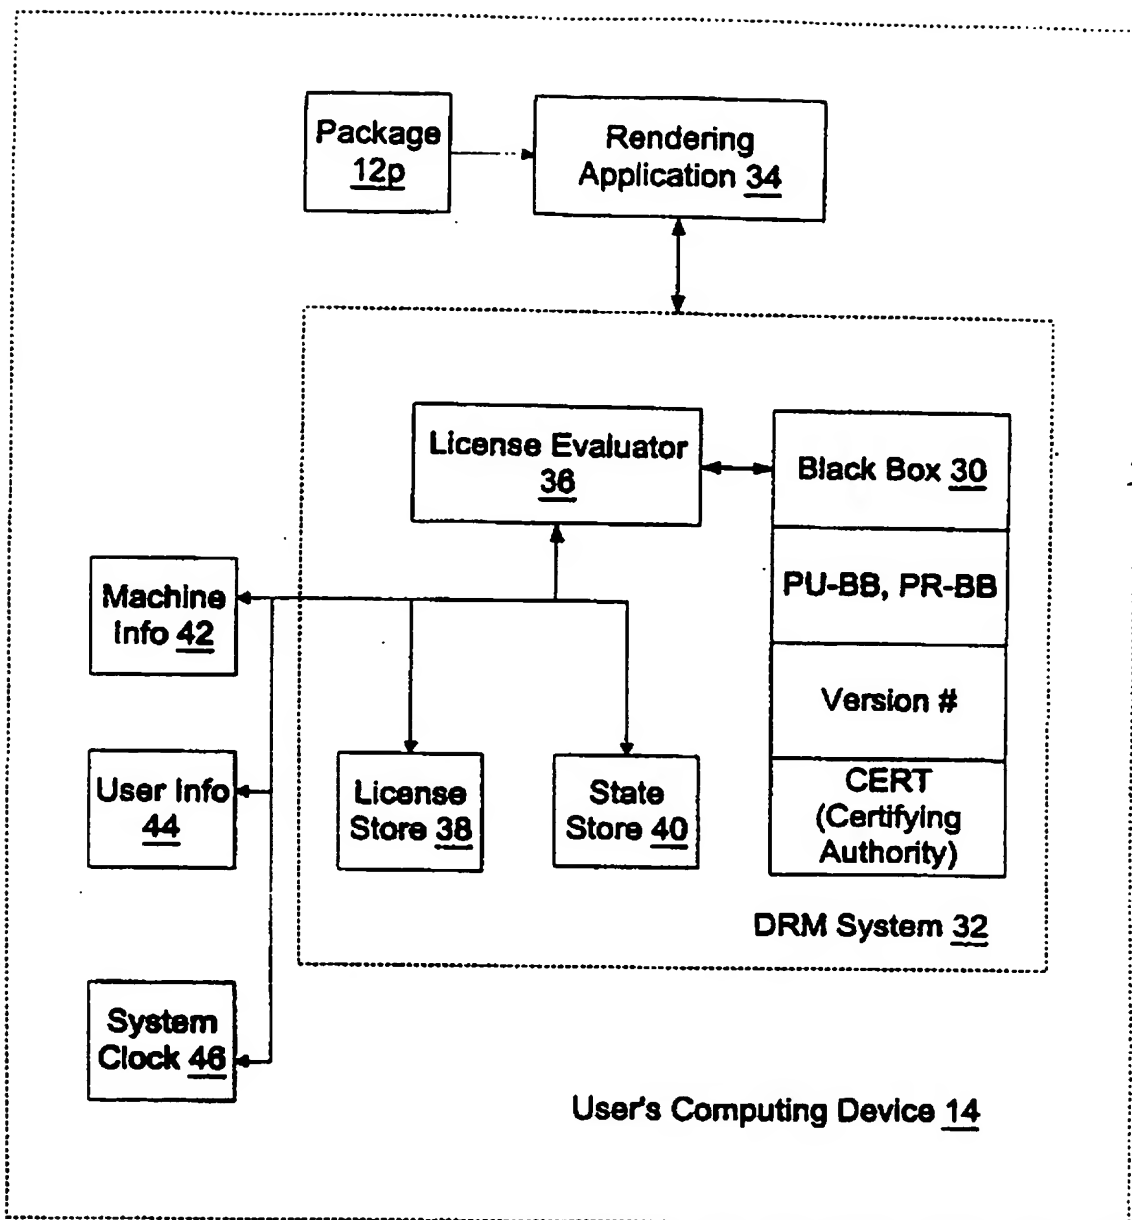 Package
12p
Rendering
Application 34
License Evaluator
36
Black Box 30
PU-BB, PR-BB
Version #
CERT
(Certifying
Authority)
Machine
Info 42
User Info
44
License
Store 38
State
Store 40
DRM System 32
System
Clock 46
User's Computing Device 14